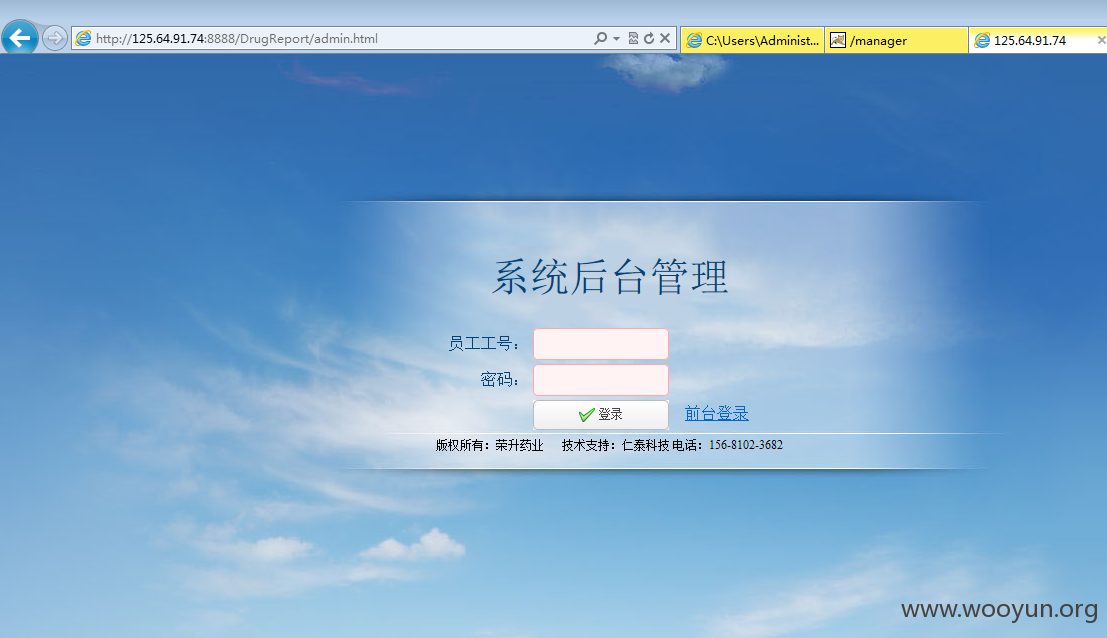 http://125.64.91.74:8888/DrugReport/admin.html
C:\Users\Administ...
/manager
125.64.91.74
系统后台管理
员工工号：
密码：
登录
前台登录
版权所有：荣升药业 技术支持：仁泰科技 电话：156-8102-3682
www.wooyun.org